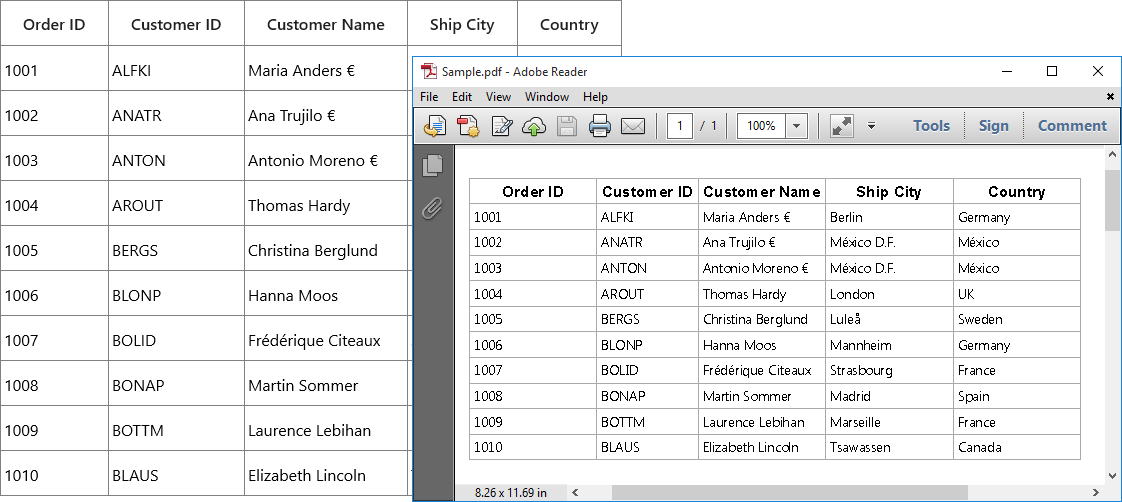 Order ID Customer ID Customer Name Ship City Country
1001 ALFKI Maria Anders €
1002 ANATR Ana Trujilo €
1003 ANTON Antonio Moreno €
1004 AROUT Thomas Hardy
1005 BERGS Christina Berglund
1006 BLONP Hanna Moos
1007 BOLID Frédérique Citeaux
1008 BONAP Martin Sommer
1009 BOTTM Laurence Lebihan
1010 BLAUS Elizabeth Lincoln
Sample.pdf - Adobe Reader
File Edit View Window Help
1 / 1 100% Tools Sign Comment
Order ID Customer ID Customer Name Ship City Country
1001 ALFKI Maria Anders € Berlin Germany
1002 ANATR Ana Trujilo € México D.F. México
1003 ANTON Antonio Moreno € México D.F. México
1004 AROUT Thomas Hardy London UK
1005 BERGS Christina Berglund Luleå Sweden
1006 BLONP Hanna Moos Mannheim Germany
1007 BOLID Frédérique Citeaux Strasbourg France
1008 BONAP Martin Sommer Madrid Spain
1009 BOTTM Laurence Lebihan Marseille France
1010 BLAUS Elizabeth Lincoln Tsawassen Canada
8.26 x 11.69 in